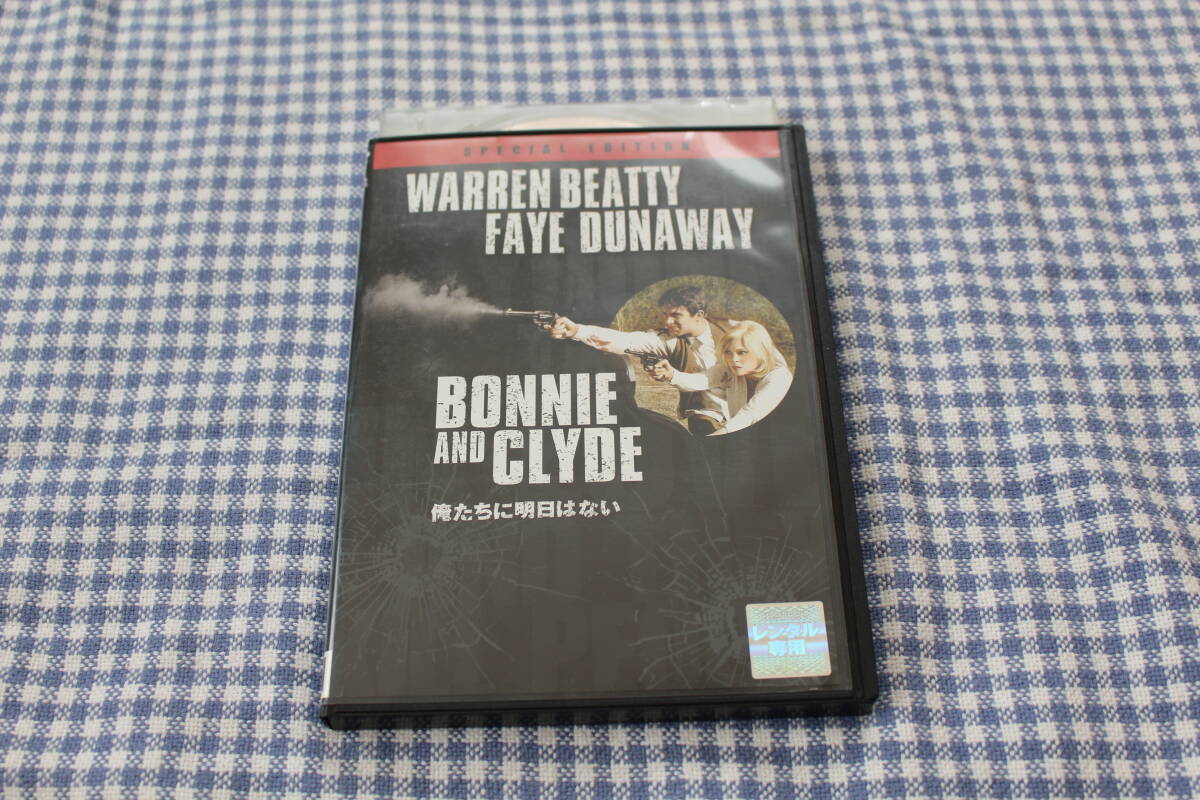 SPECIAL EDITION
WARREN BEATTY
FAYE DUNAWAY
BONNIE
AND CLYDE
俺たちに明日はない
レンタル
専用